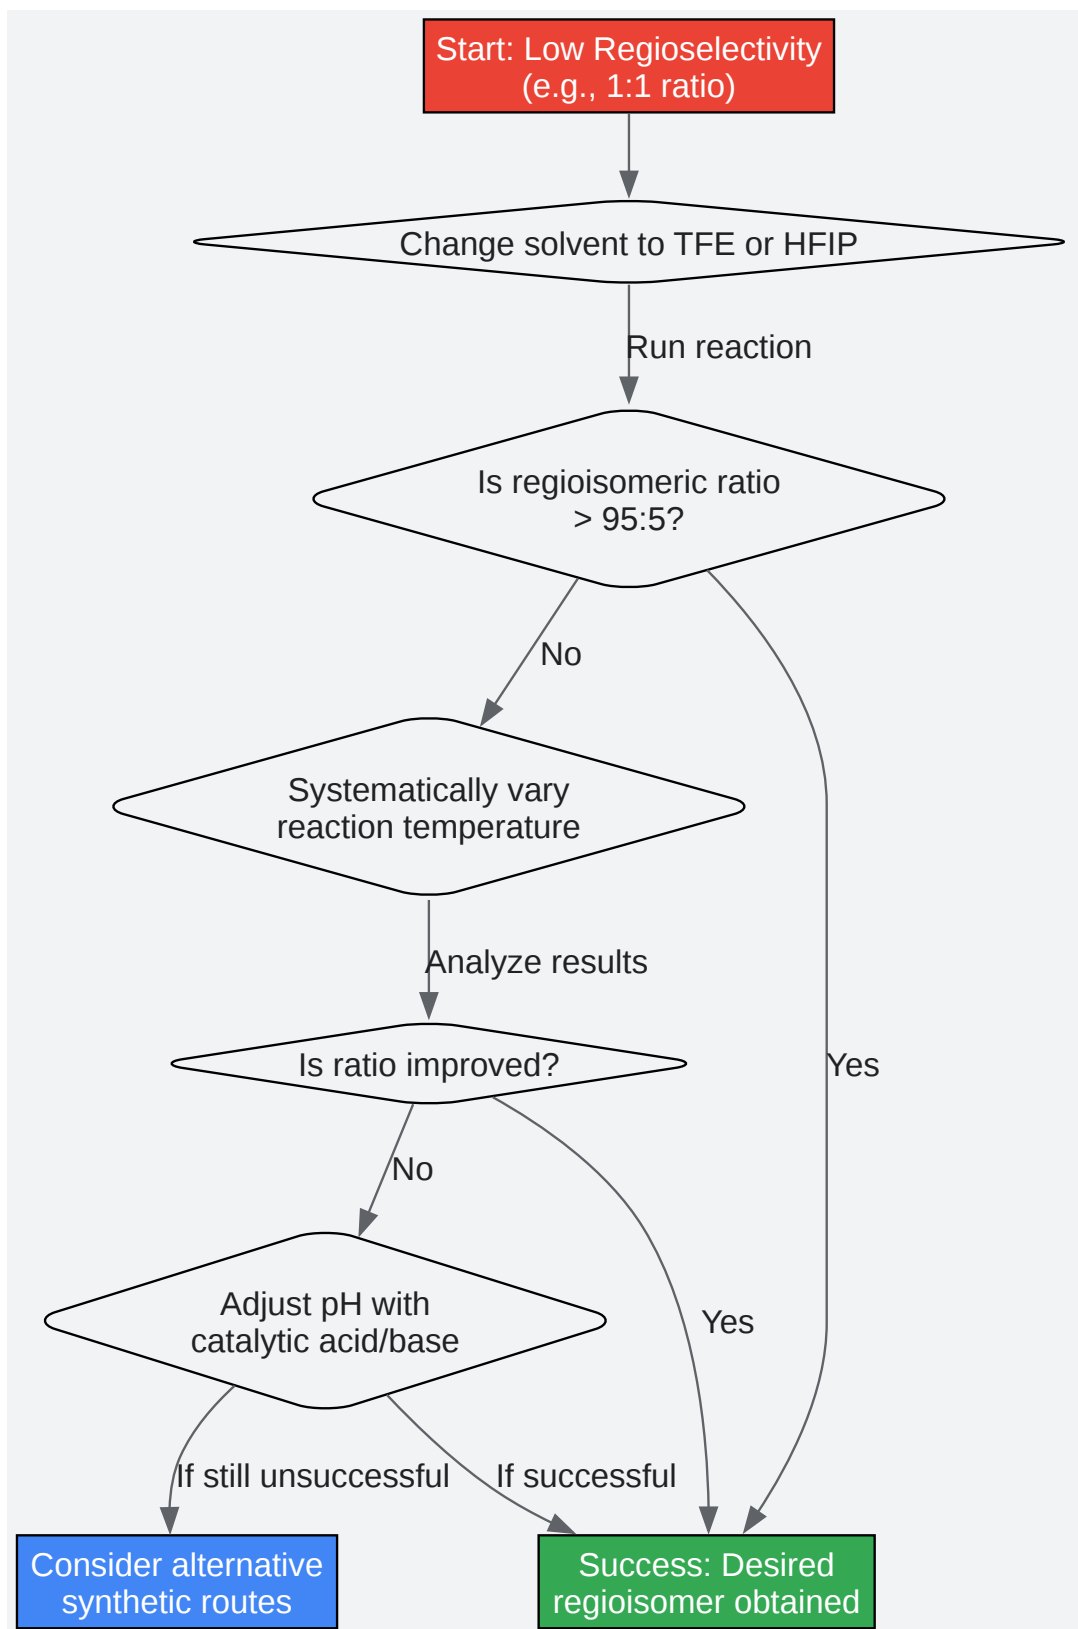 Start: Low Regioselectivity
(e.g., 1:1 ratio)
Change solvent to TFE or HFIP
Run reaction
Is regioisomeric ratio
> 95:5?
No
Systematically vary
reaction temperature
Analyze results
Is ratio improved?
Yes
No
Adjust pH with
catalytic acid/base
Yes
If still unsuccessful
If successful
Consider alternative
synthetic routes
Success: Desired
regioisomer obtained